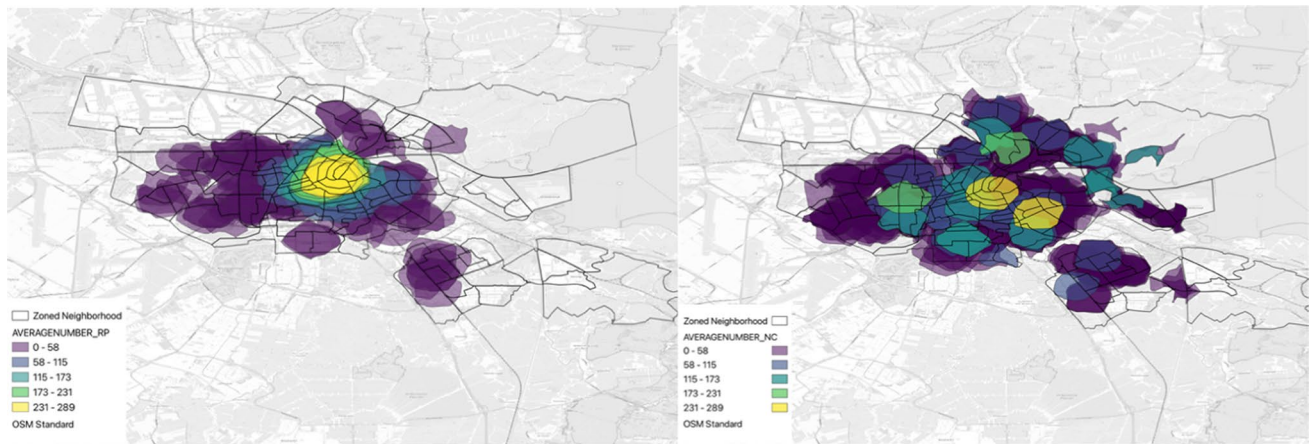 Zoned Neighborhood
AVERAGENUMBER_RP
0 - 58
58 - 115
115 - 173
173 - 231
231 - 289
OSM Standard
Zoned Neighborhood
AVERAGENUMBER_NC
0 - 58
58 - 115
115 - 173
173 - 231
231 - 289
OSM Standard